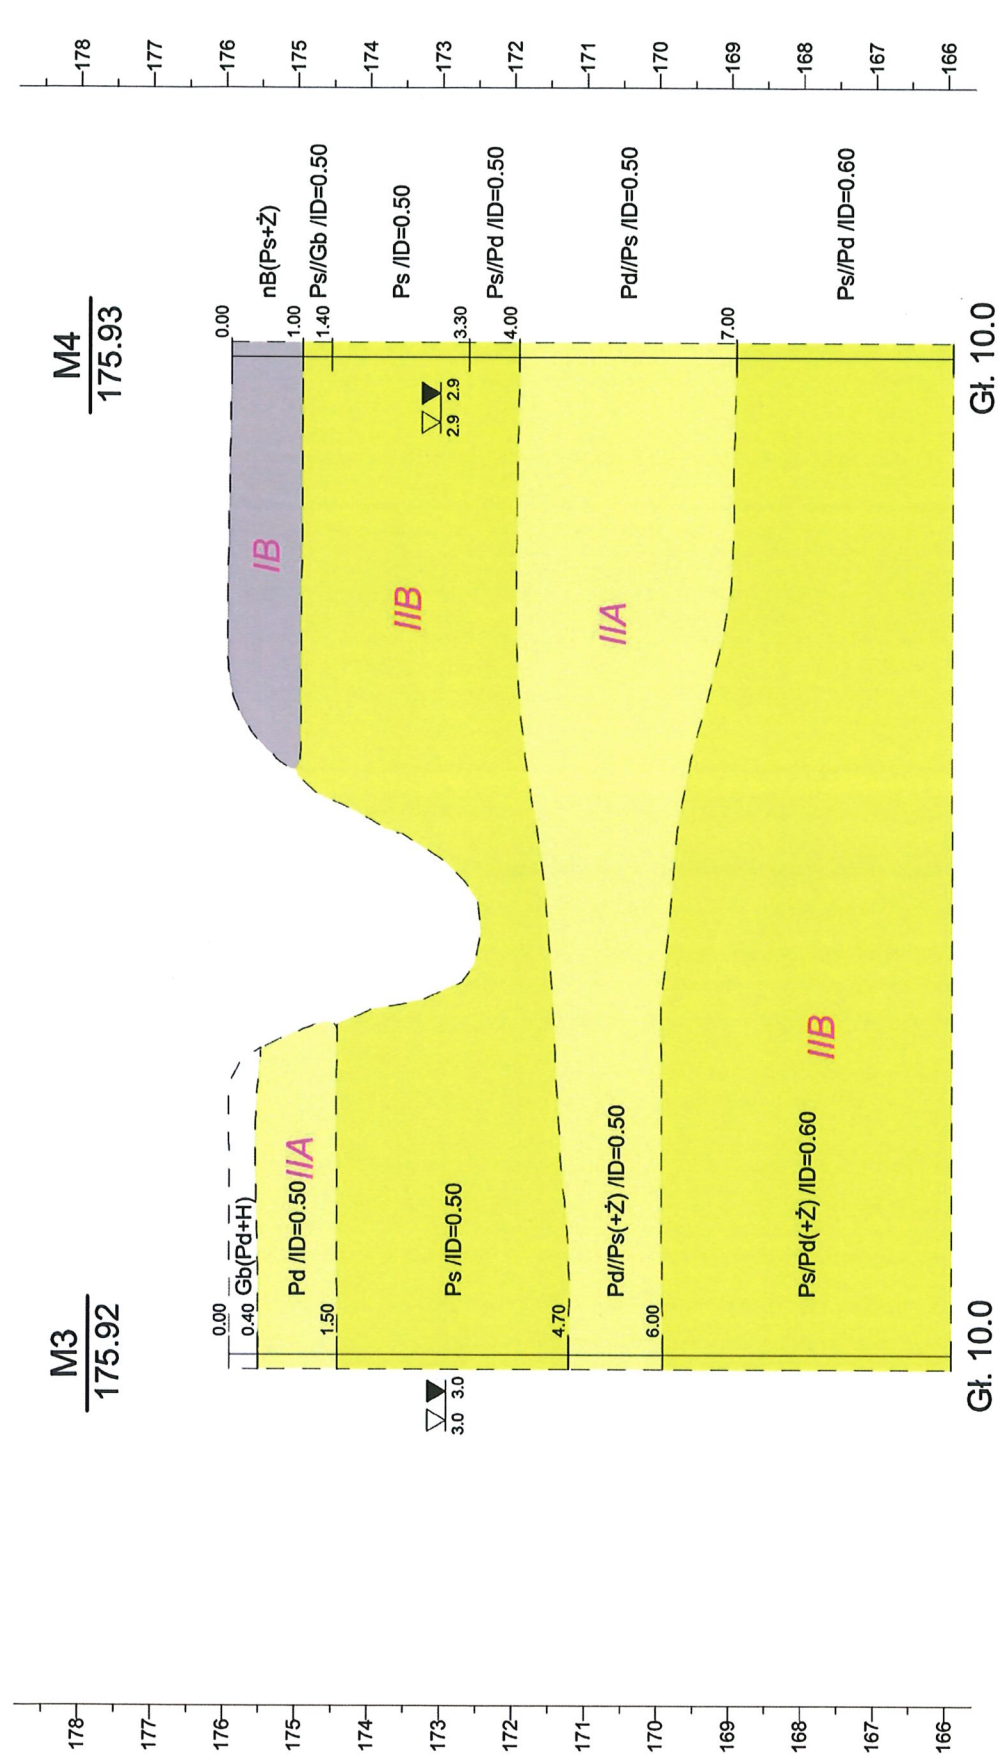 M3
175.92
M4
175.93
178
177
176
175
174
173
172
171
170
169
168
167
166
0.00
0.40
Gb(Pd+H)
Pd /ID=0.50
IIA
1.50
Ps /ID=0.50
3.0 3.0
4.70
Pd//Ps(+Ż) /ID=0.50
6.00
Ps/Pd(+Ż) /ID=0.60
IIB
Gł. 10.0
IB
IIB
IIA
0.00
nB(Ps+Ż)
1.00
Ps//Gb /ID=0.50
1.40
Ps /ID=0.50
2.9 2.9
3.30
Ps//Pd /ID=0.50
4.00
Pd//Ps /ID=0.50
7.00
Ps//Pd /ID=0.60
Gł. 10.0
178
177
176
175
174
173
172
171
170
169
168
167
166